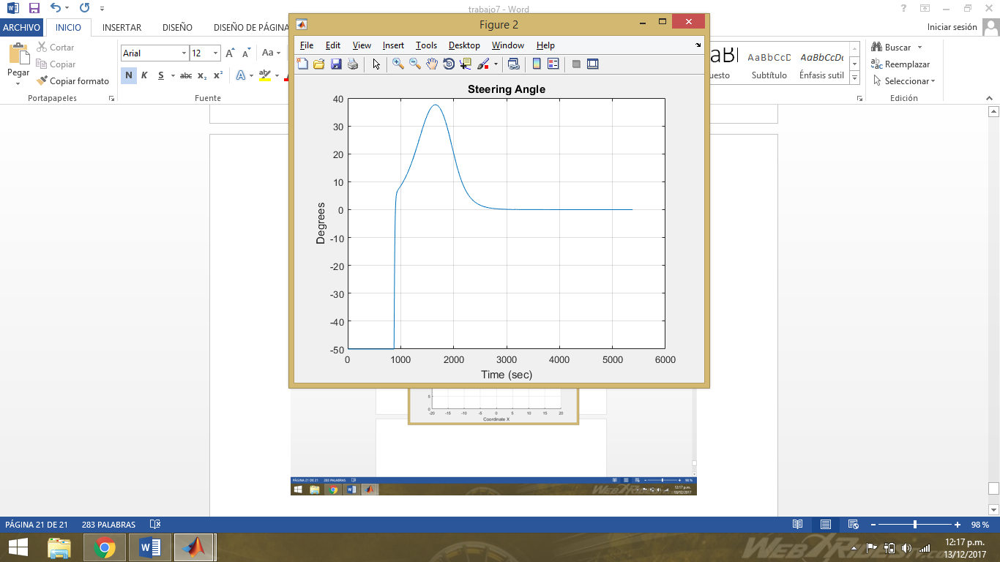 trabajo7 - Word
ARCHIVO INICIO INSERTAR DISEÑO DISEÑO DE PÁGINA
Iniciar sesión
Pegar
Cortar
Copiar
Copiar formato
Portapapeles
Arial 12
Aa
N K S abc x₂ x²
A
Fuente
AaBbCcD AaBbCcDc
uesto Subtítulo Énfasis sutil
Buscar
Reemplazar
Seleccionar
Edición
Figure 2
File Edit View Insert Tools Desktop Window Help
Steering Angle
40
30
20
10
0
-10
-20
-30
-40
-50
Degrees
0 1000 2000 3000 4000 5000 6000
Time (sec)
5
0
-20 -15 -10 -5 0 5 10 15 20
Coordinate X
PÁGINA 21 DE 21 283 PALABRAS 98 %
12:17 p.m.
13/12/2017
PÁGINA 21 DE 21 283 PALABRAS
98 %
WebXRides
12:17 p.m.
13/12/2017